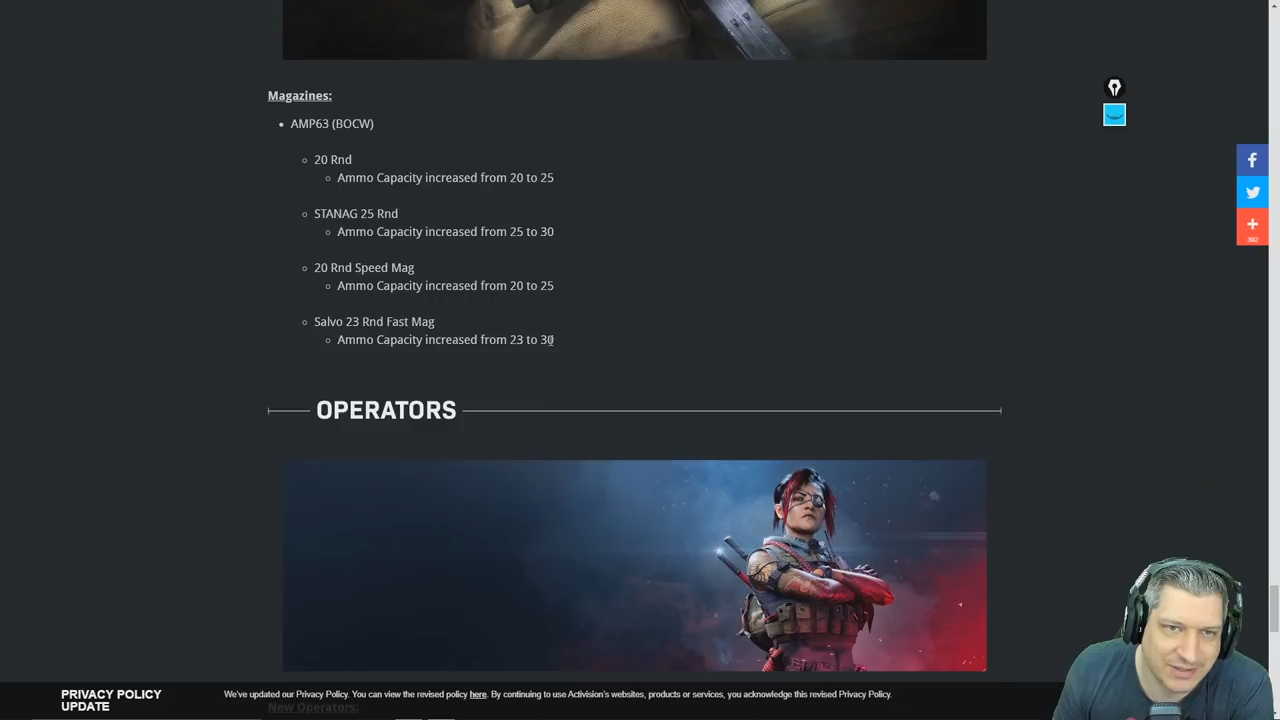 Magazines:
AMP63 (BOCW)
20 Rnd
Ammo Capacity increased from 20 to 25
STANAG 25 Rnd
Ammo Capacity increased from 25 to 30
20 Rnd Speed Mag
Ammo Capacity increased from 20 to 25
Salvo 23 Rnd Fast Mag
Ammo Capacity increased from 23 to 30
392
OPERATORS
PRIVACY POLICY
UPDATE
We've updated our Privacy Policy. You can view the revised policy here. By continuing to use Activision's websites, products or services, you acknowledge this revised Privacy Policy.
New Operators: